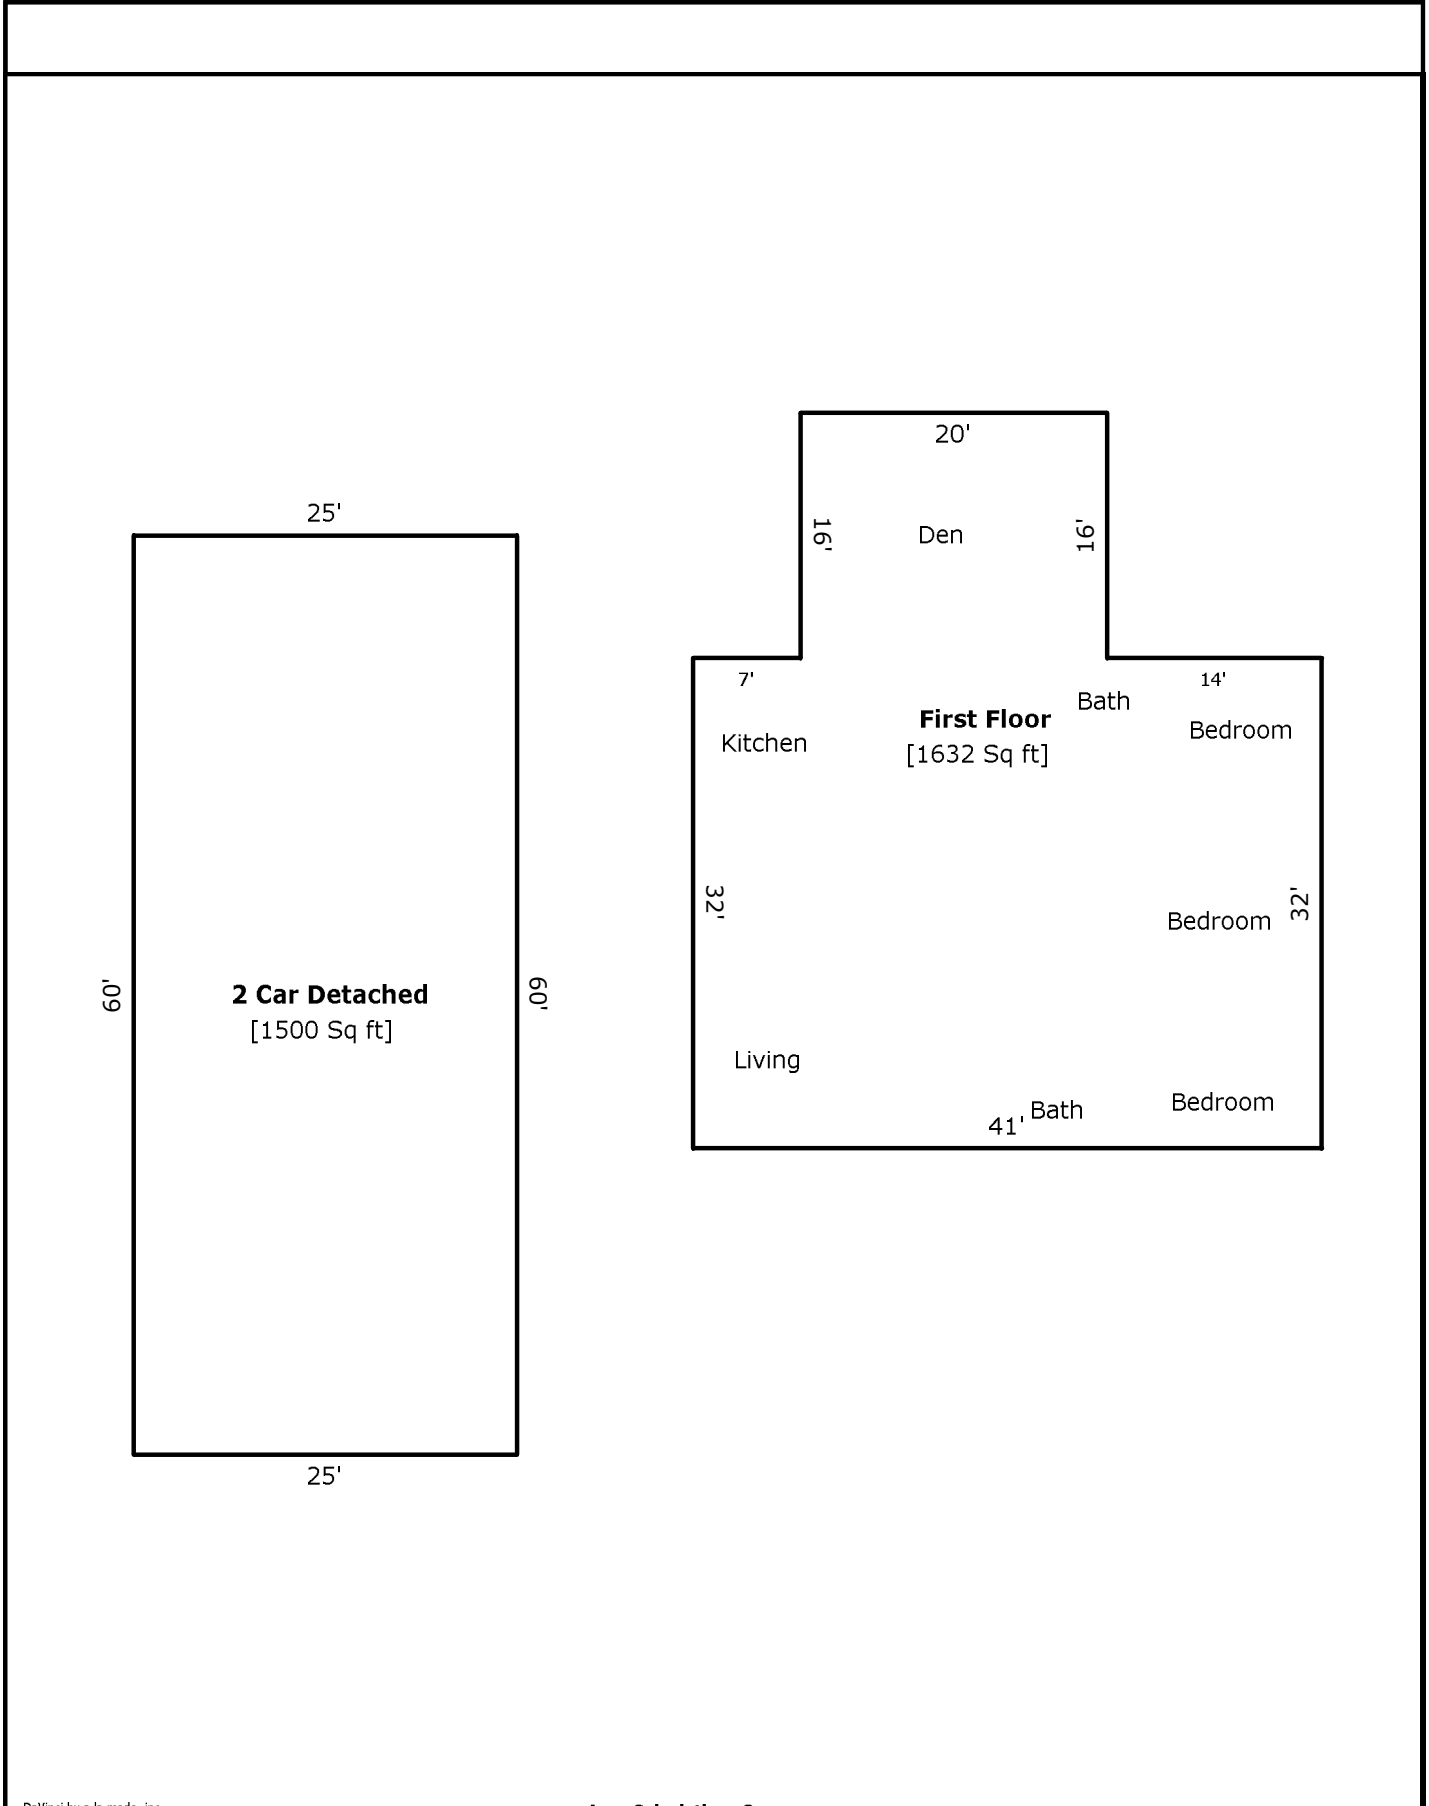 20'
25'
16'
Den
16'
7'
14'
Bath
First Floor
Bedroom
Kitchen
[1632 Sq ft]
32'
32'
Bedroom
60'
2 Car Detached
60'
[1500 Sq ft]
Living
Bath
Bedroom
41'
25'